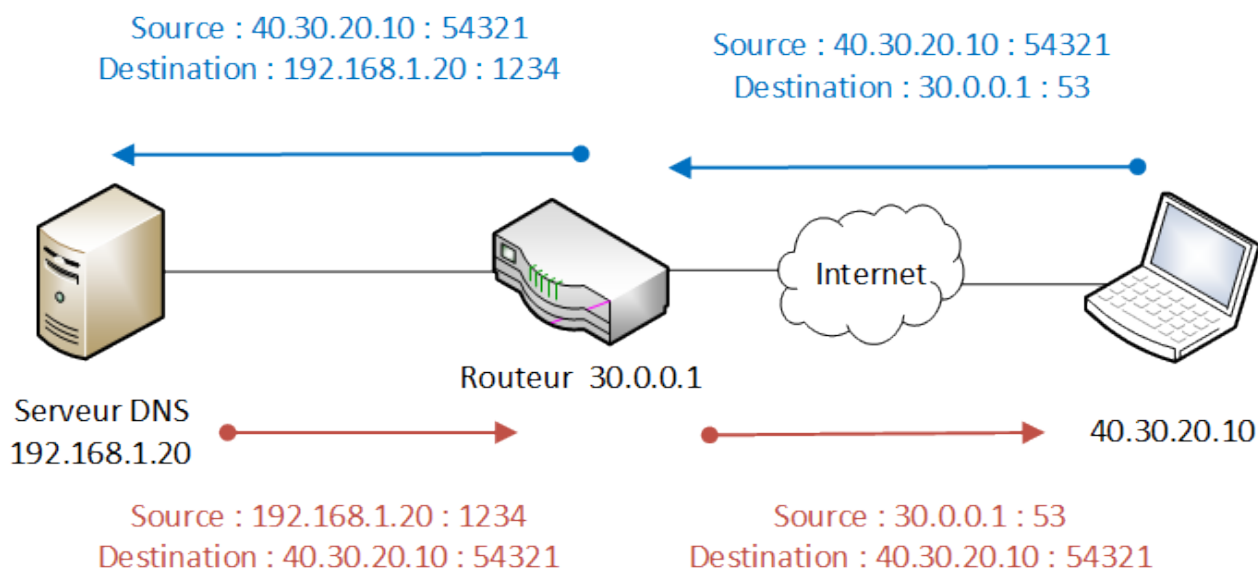 Source : 40.30.20.10 : 54321
Destination : 192.168.1.20 : 1234
Source : 40.30.20.10 : 54321
Destination : 30.0.0.1 : 53
Internet
Routeur 30.0.0.1
Serveur DNS
192.168.1.20
40.30.20.10
Source : 192.168.1.20 : 1234
Destination : 40.30.20.10 : 54321
Source : 30.0.0.1 : 53
Destination : 40.30.20.10 : 54321